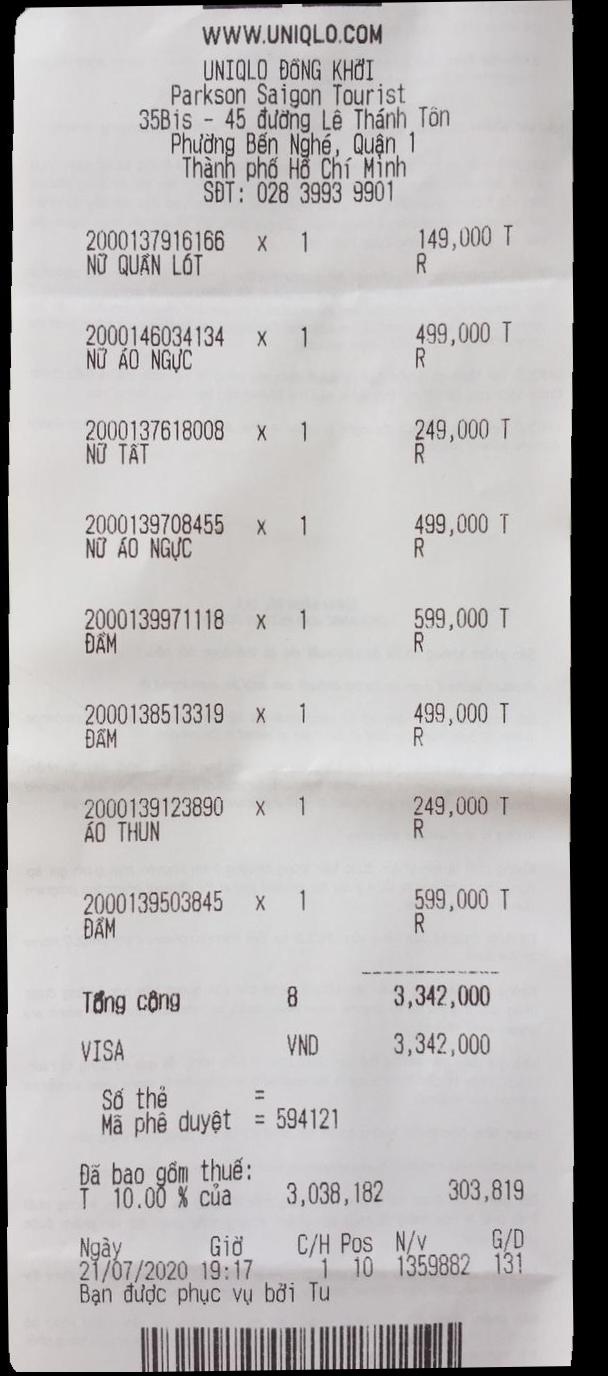 WWW.UNIQLO.COM
UNIQLO ĐỒNG KHỞI
Parkson Saigon Tourist
35Bis - 45 đường Lê Thánh Tôn
Phường Bến Nghé, Quận 1
Thành phố Hồ Chí Minh
SĐT: 028 3993 9901
2000137916166 x 1 149,000 T
NỮ QUẦN LÓT R
2000146034134 x 1 499,000 T
NỮ ÁO NGỰC R
2000137618008 x 1 249,000 T
NỮ TẤT R
2000139708455 x 1 499,000 T
NỮ ÁO NGỰC R
2000139971118 x 1 599,000 T
ĐẦM R
2000138513319 x 1 499,000 T
ĐẦM R
2000139123890 x 1 249,000 T
ÁO THUN R
2000139503845 x 1 599,000 T
ĐẦM R
Tổng cộng 8 3,342,000
VISA VND 3,342,000
Số thẻ =
Mã phê duyệt = 594121
Đã bao gồm thuế:
T 10.00 % của 3,038,182 303,819
Ngày Giờ C/H Pos N/v G/D
21/07/2020 19:17 1 10 1359882 131
Bạn được phục vụ bởi Tu